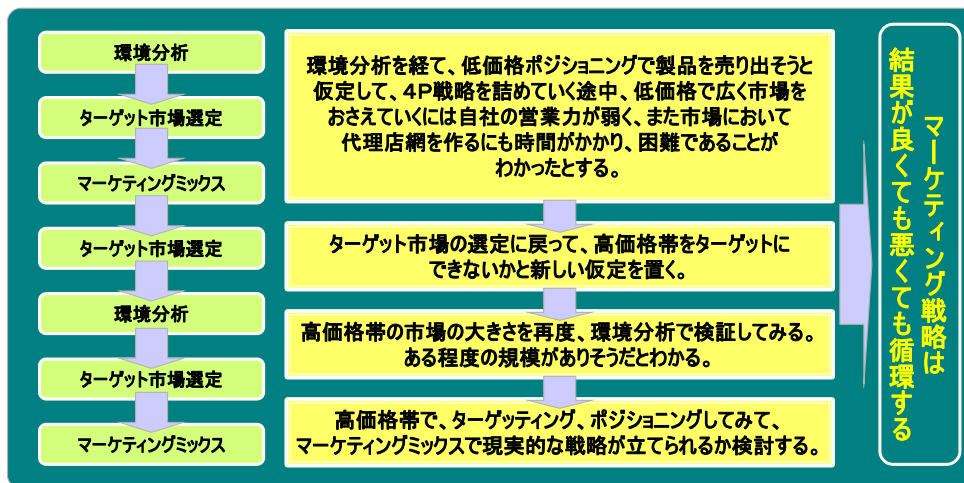 環境分析
ターゲット市場選定
マーケティングミックス
ターゲット市場選定
環境分析
ターゲット市場選定
マーケティングミックス
環境分析を経て、低価格ポジショニングで製品を売り出そうと
仮定して、4P戦略を詰めていく途中、低価格で広く市場を
おさえていくには自社の営業力が弱く、また市場において
代理店網を作るにも時間がかかり、困難であることが
わかったとする。
ターゲット市場の選定に戻って、高価格帯をターゲットに
できないかと新しい仮定を置く。
高価格帯の市場の大きさを再度、環境分析で検証してみる。
ある程度の規模がありそうだとわかる。
高価格帯で、ターゲッティング、ポジショニングしてみて、
マーケティングミックスで現実的な戦略が立てられるか検討する。
マーケティング戦略は
結果が良くても悪くても循環する